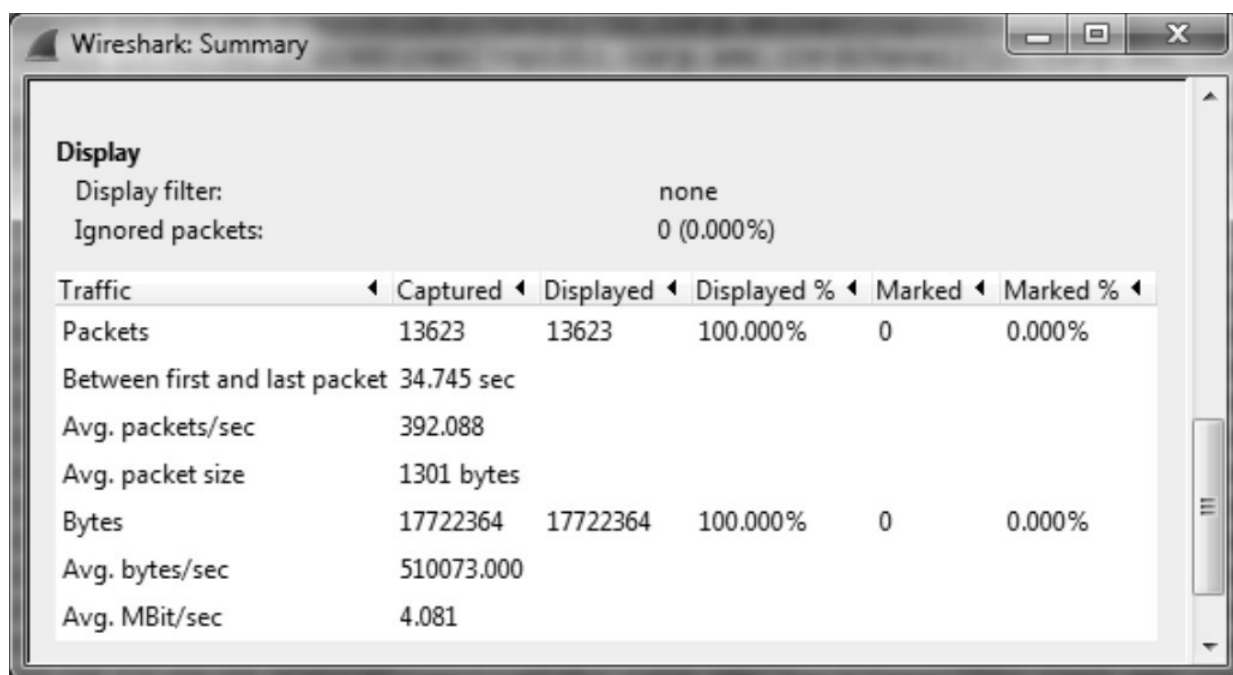 Wireshark: Summary
Display
Display filter: none
Ignored packets: 0 (0.000%)
Traffic Captured Displayed Displayed % Marked Marked %
Packets 13623 13623 100.000% 0 0.000%
Between first and last packet 34.745 sec
Avg. packets/sec 392.088
Avg. packet size 1301 bytes
Bytes 17722364 17722364 100.000% 0 0.000%
Avg. bytes/sec 510073.000
Avg. MBit/sec 4.081